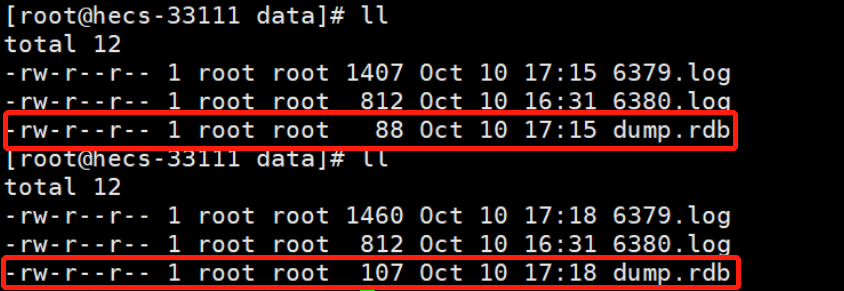 [root@hecs-33111 data]# ll
total 12
-rw-r--r-- 1 root root 1407 Oct 10 17:15 6379.log
-rw-r--r-- 1 root root  812 Oct 10 16:31 6380.log
-rw-r--r-- 1 root root   88 Oct 10 17:15 dump.rdb
[root@hecs-33111 data]# ll
total 12
-rw-r--r-- 1 root root 1460 Oct 10 17:18 6379.log
-rw-r--r-- 1 root root  812 Oct 10 16:31 6380.log
-rw-r--r-- 1 root root  107 Oct 10 17:18 dump.rdb